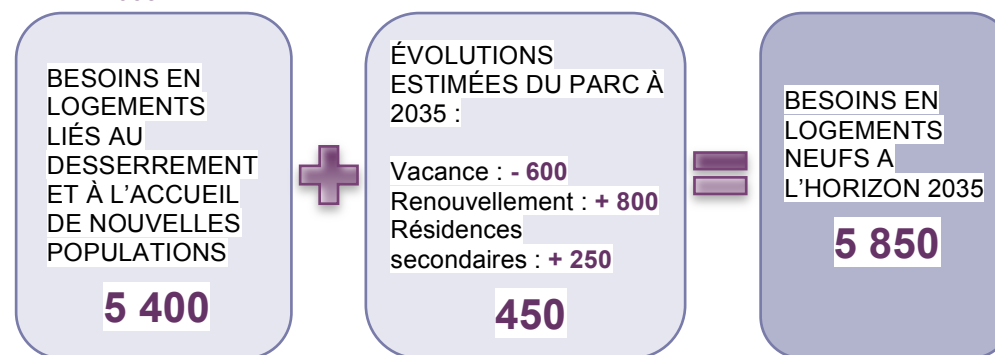 BESOINS EN
LOGEMENTS
LIÉS AU
DESSERREMENT
ET À L’ACCUEIL
DE NOUVELLES
POPULATIONS
5 400
ÉVOLUTIONS
ESTIMÉES DU PARC À
2035 :
Vacance : - 600
Renouvellement : + 800
Résidences
secondaires : + 250
450
BESOINS EN
LOGEMENTS
NEUFS A
L’HORIZON 2035
5 850